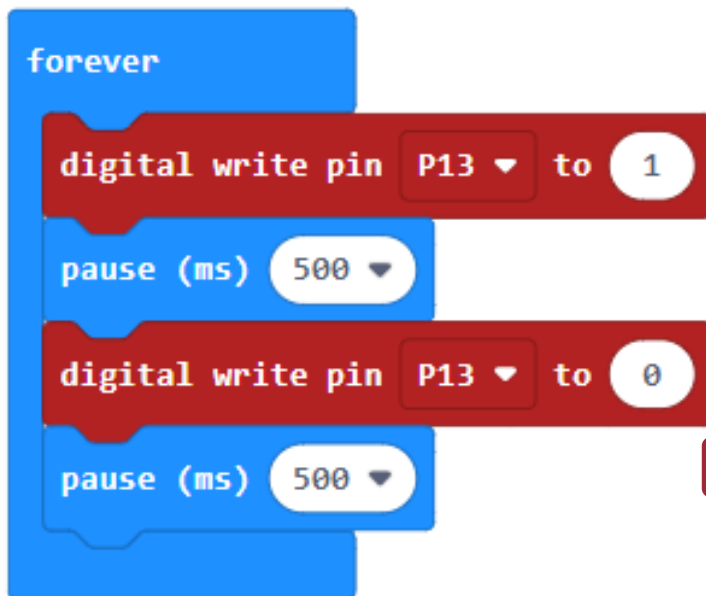 forever
digital write pin P13 to 1
pause (ms) 500
digital write pin P13 to 0
pause (ms) 500